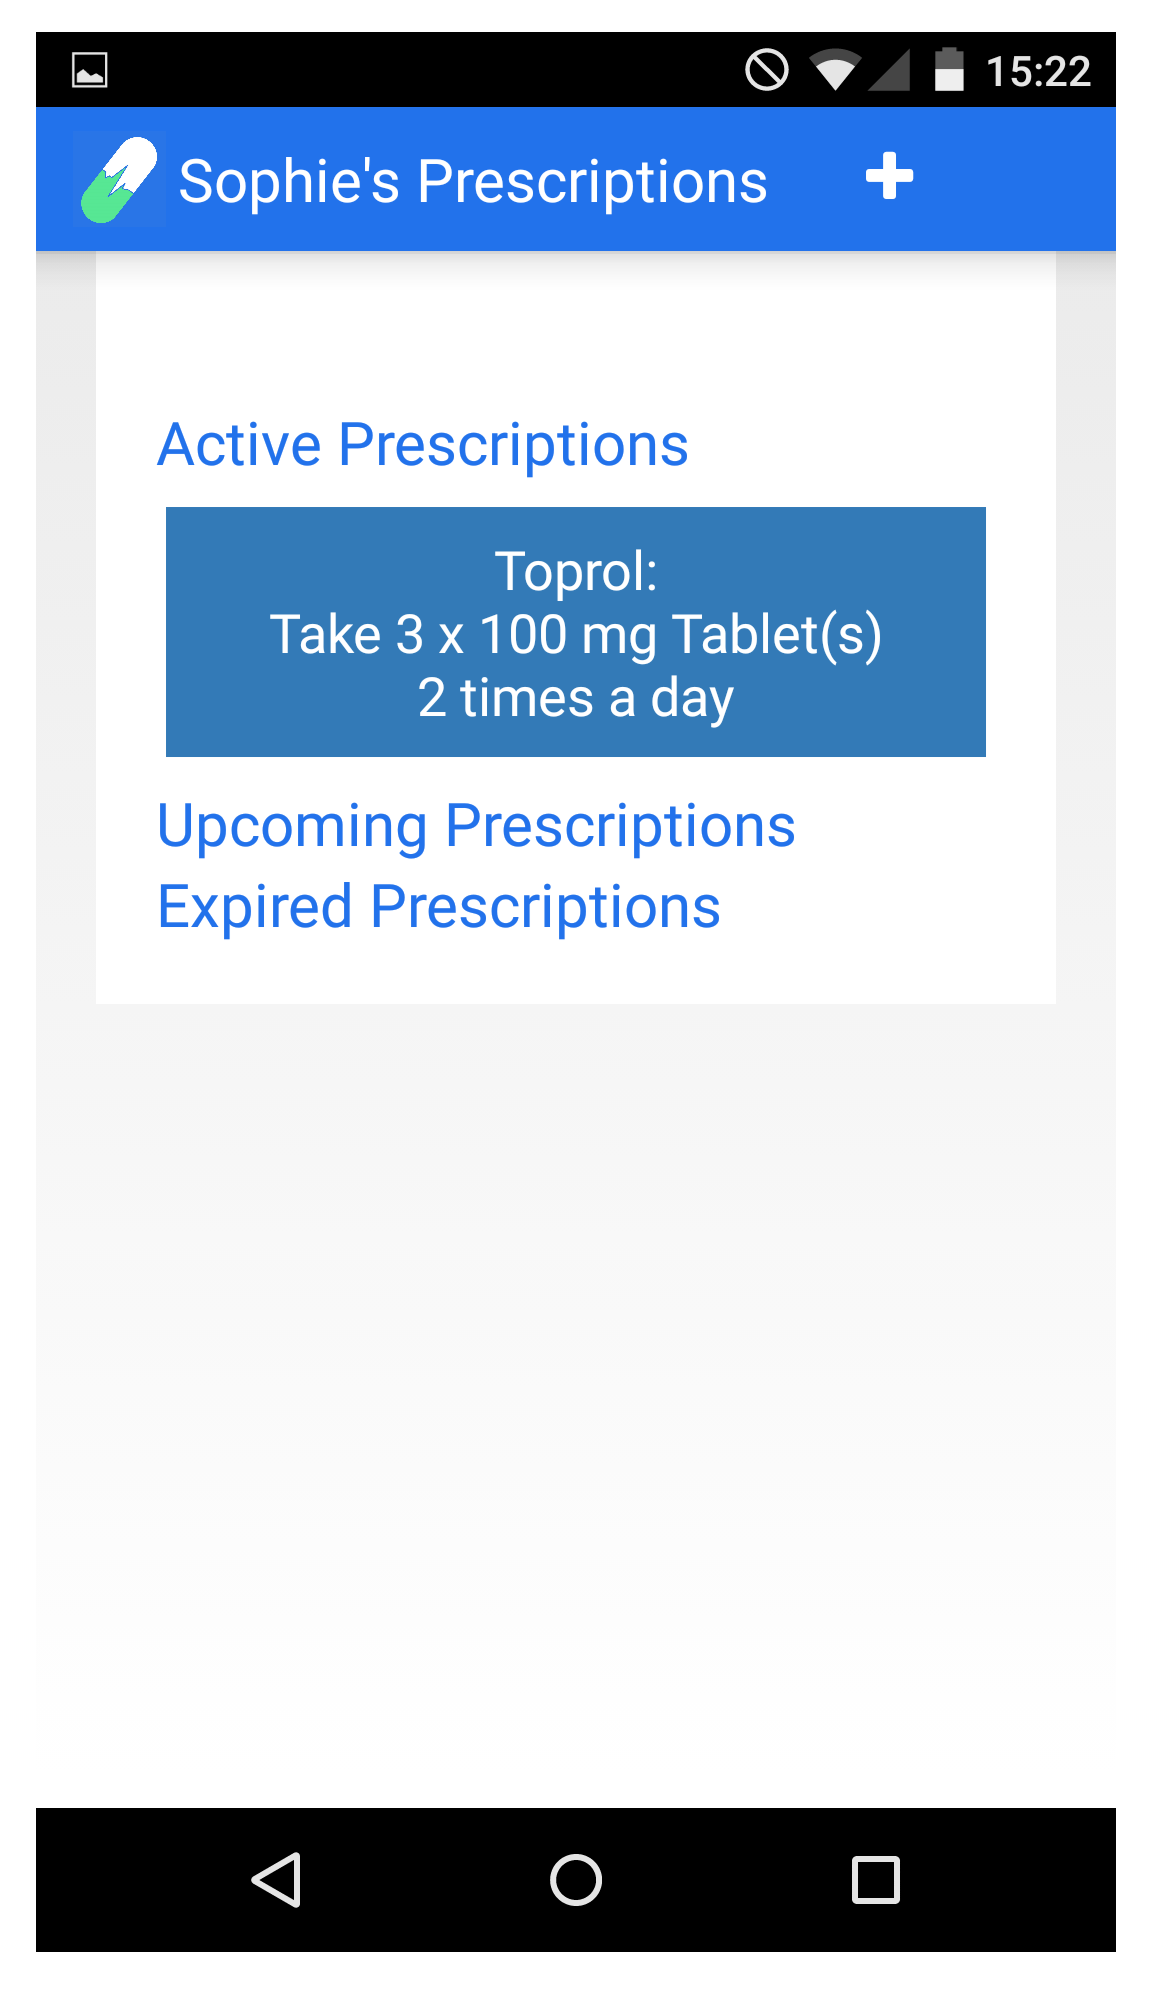 15:22
Sophie's Prescriptions
Active Prescriptions
Toprol:
Take 3 x 100 mg Tablet(s)
2 times a day
Upcoming Prescriptions
Expired Prescriptions